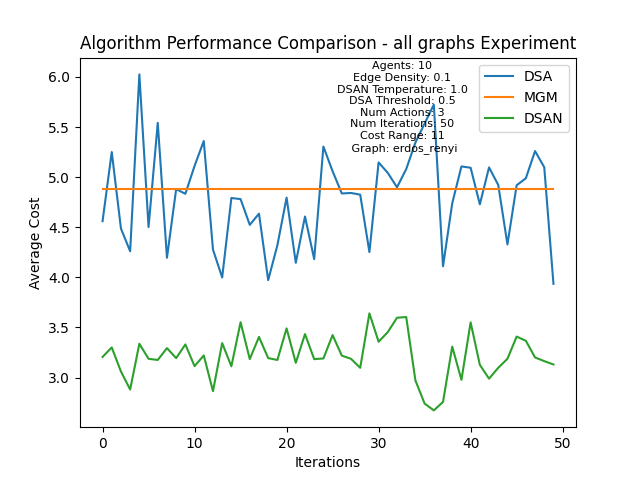 Algorithm Performance Comparison - all graphs Experiment
Agents: 10
Edge Density: 0.1
DSAN Temperature: 1.0
DSA Threshold: 0.5
Num Actions: 3
Num Iterations: 50
Cost Range: 11
Graph: erdos_renyi
DSA
MGM
DSAN
Average Cost
6.0
5.5
5.0
4.5
4.0
3.5
3.0
0 10 20 30 40 50
Iterations